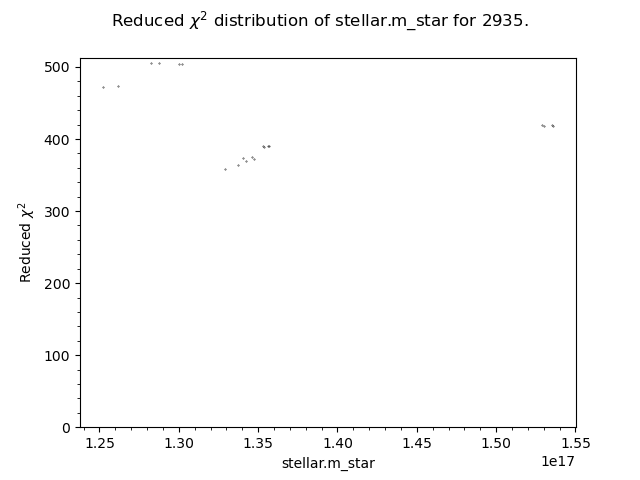 Reduced χ² distribution of stellar.m_star for 2935.
500
400
300
200
100
0
Reduced χ²
1.25 1.30 1.35 1.40 1.45 1.50 1.55
1e17
stellar.m_star